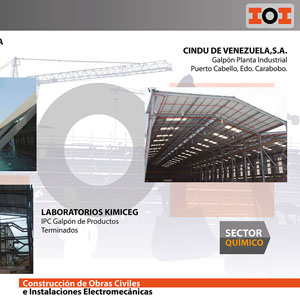 IOI
A
CINDU DE VENEZUELA,S.A.
Galpón Planta Industrial
Puerto Cabello, Edo. Carabobo.
LABORATORIOS KIMICEG
IPC Galpón de Productos
Terminados
SECTOR
QUÍMICO
Construcción de Obras Civiles
e Instalaciones Electromecánicas